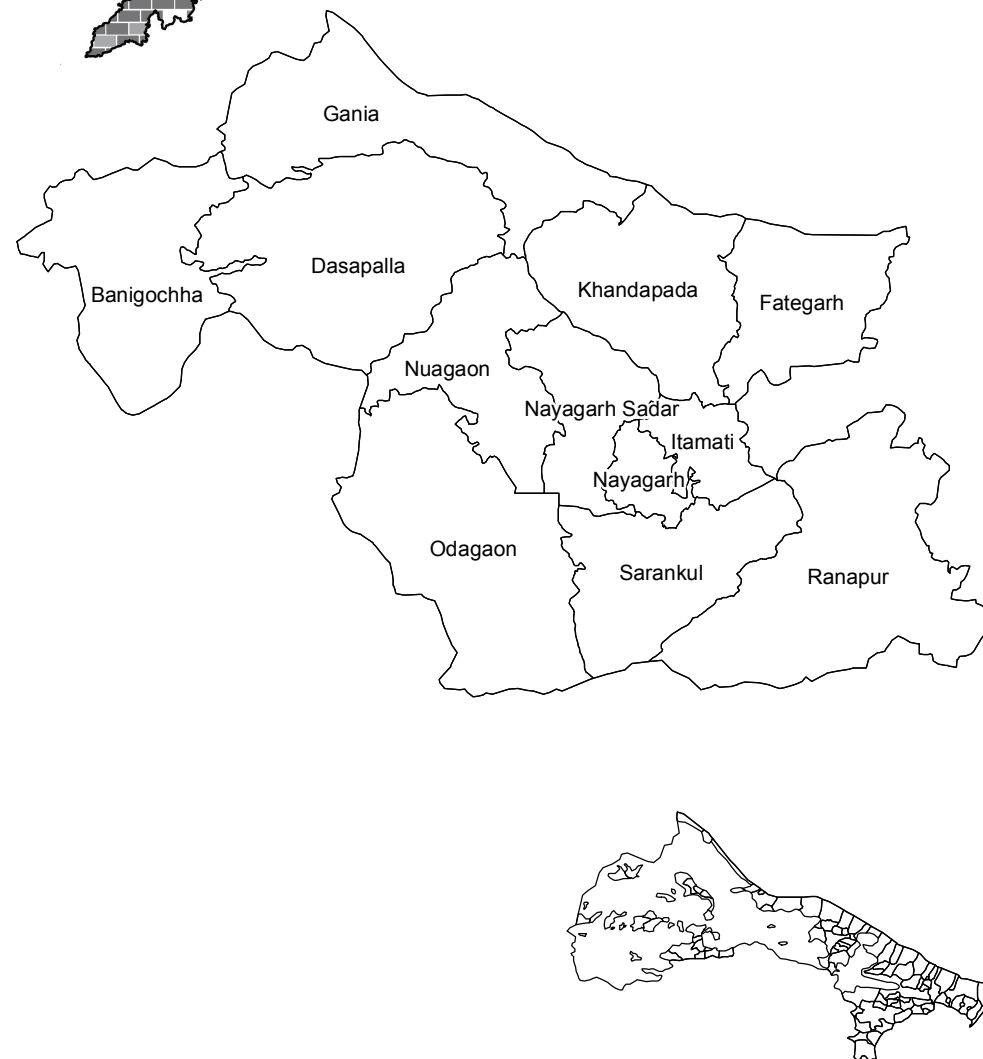 Gania
Dasapalla
Banigochha
Khandapada
Fategarh
Nuagaon
Nayagarh Sadar
Itamati
Nayagarh
Odagaon
Sarankul
Ranapur